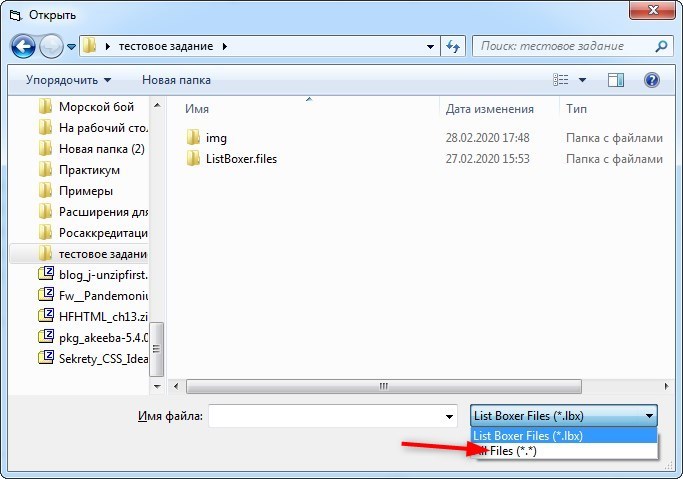 Открыть
тестовое задание
Поиск: тестовое задание
Упорядочить
Новая папка
Морской бой
На рабочий сто
Новая папка (2)
Практикум
Примеры
Расширения для
Росаккредитаци
тестовое задани
blog_j-unzipfirst.
Fw__Pandemoniu
HFHTML_ch13.zi
pkg_akeeba-5.4.0
Sekrety_CSS_Idea
Имя
Дата изменения
Тип
img
28.02.2020 17:48
Папка с файлами
ListBoxer.files
27.02.2020 15:53
Папка с файлами
Имя файла:
List Boxer Files (*.lbx)
List Boxer Files (*.lbx)
Files (*.*)